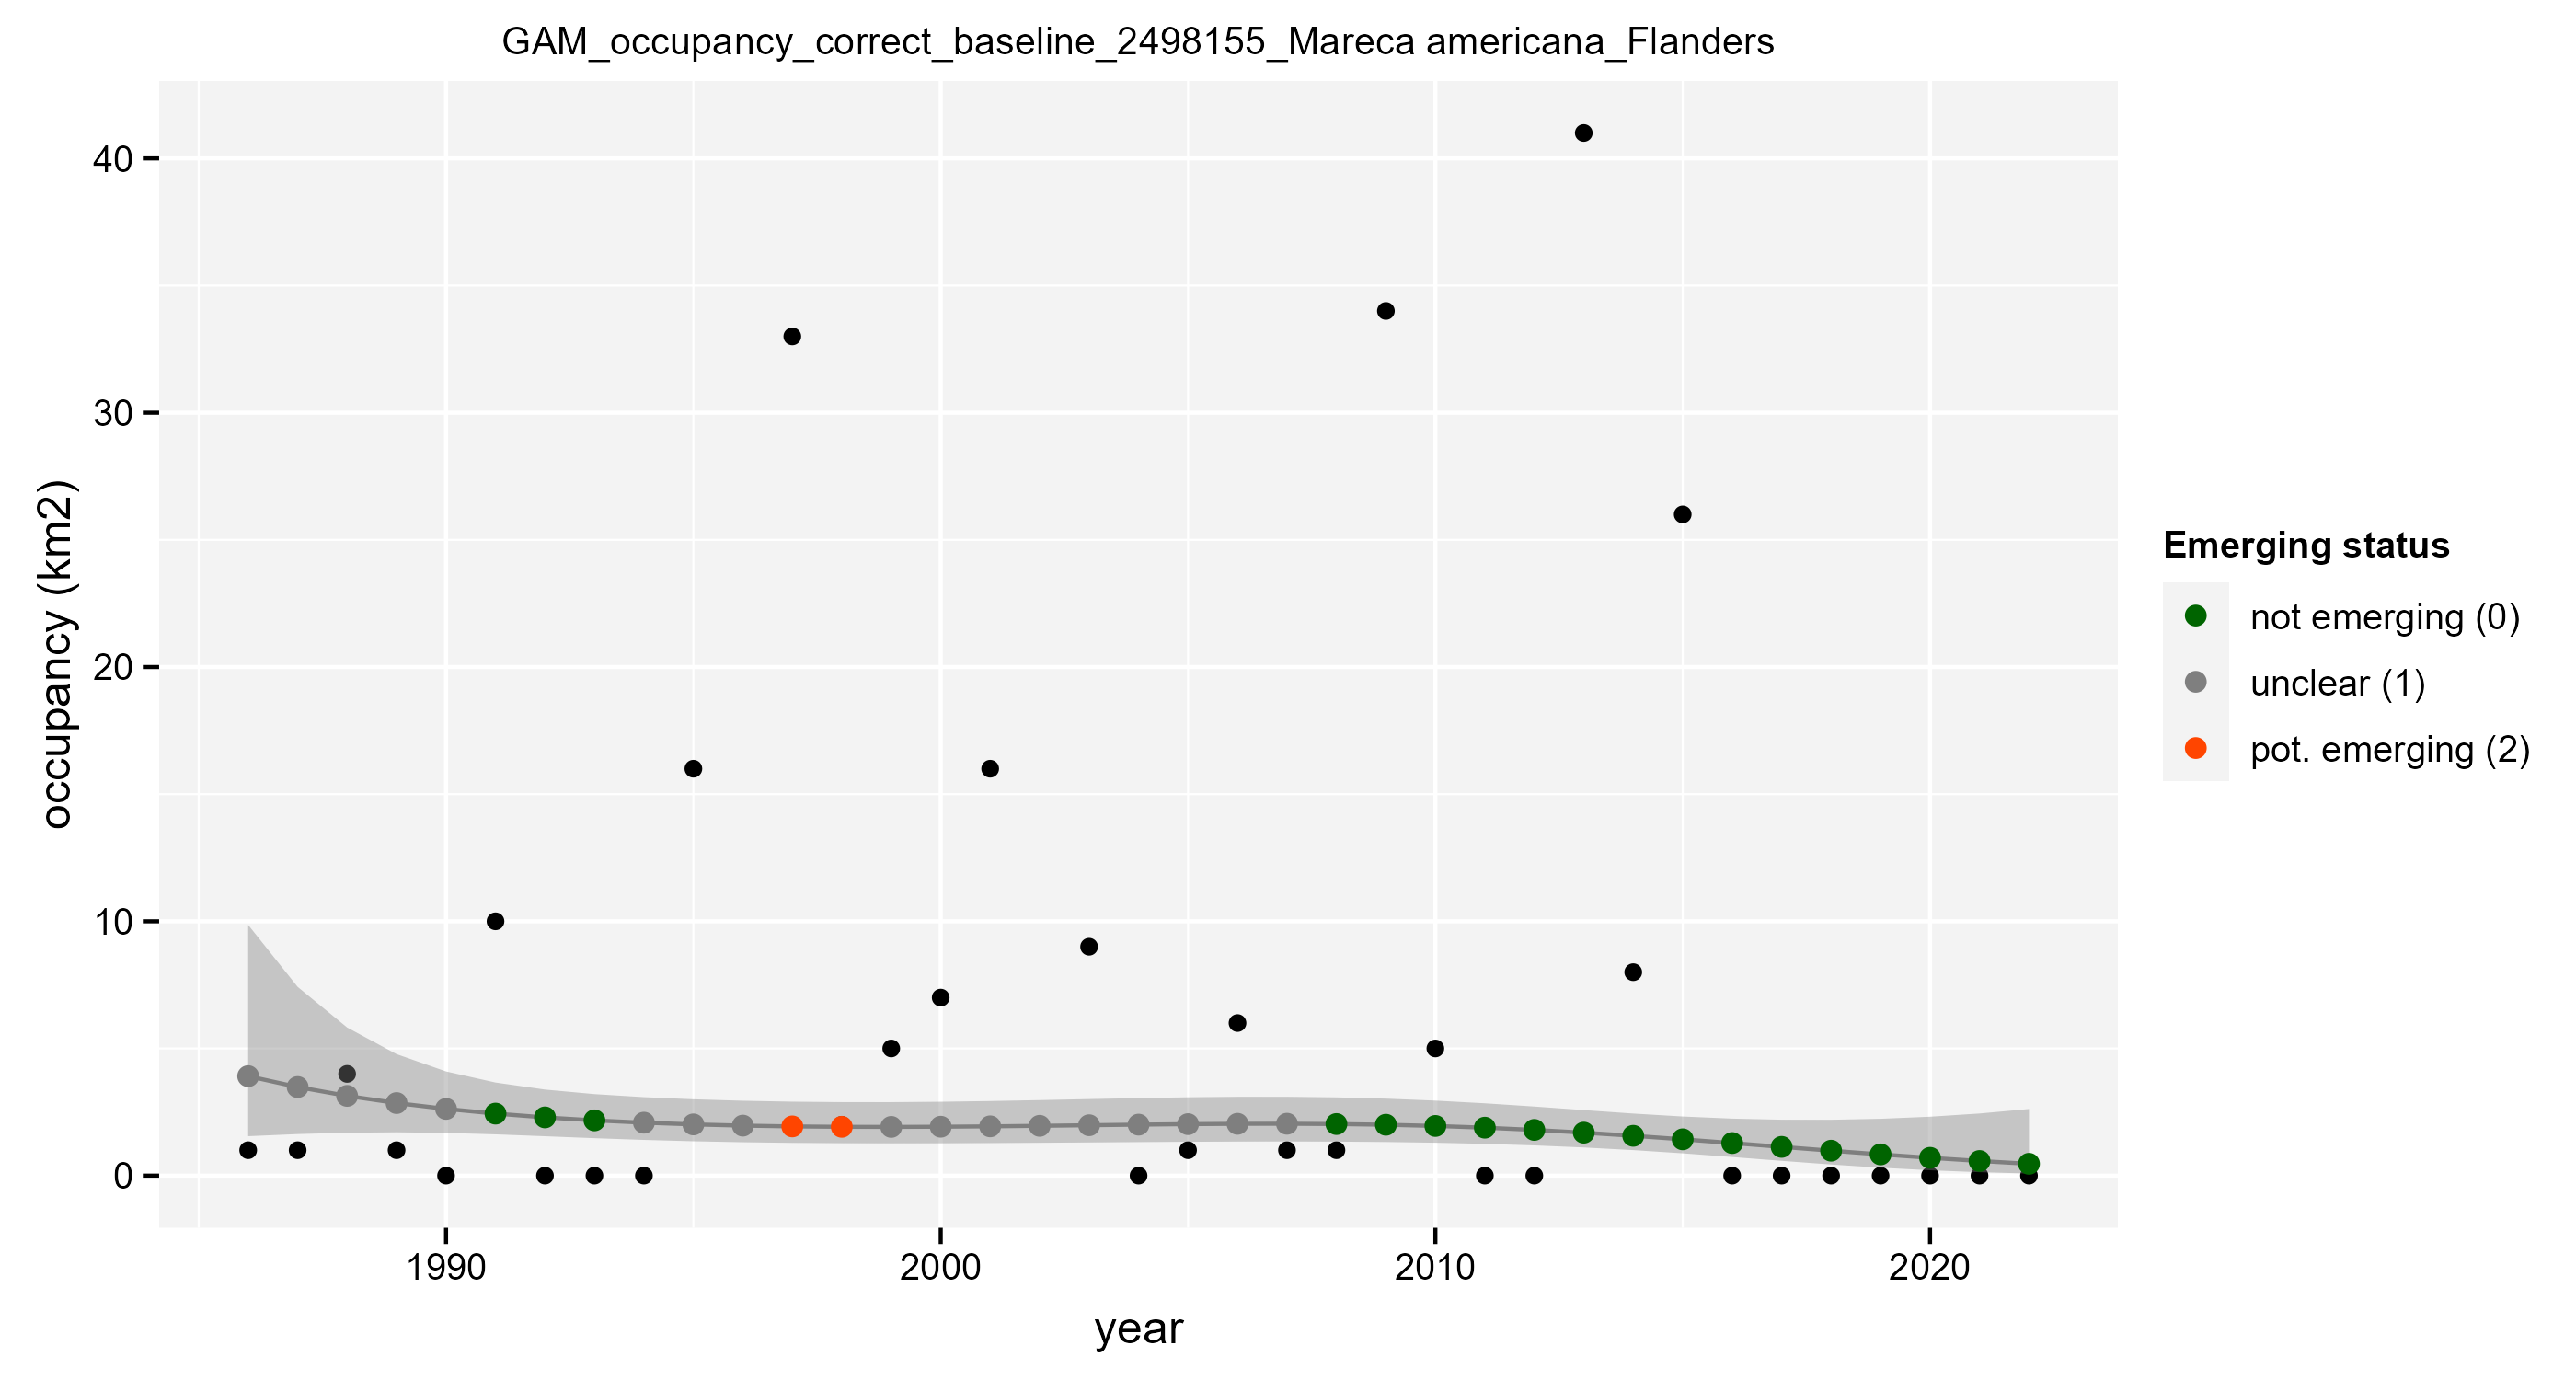 GAM_occupancy_correct_baseline_2498155_Mareca americana_Flanders
occupancy (km2)
40
30
20
10
0
1990
2000
2010
2020
year
Emerging status
not emerging (0)
unclear (1)
pot. emerging (2)